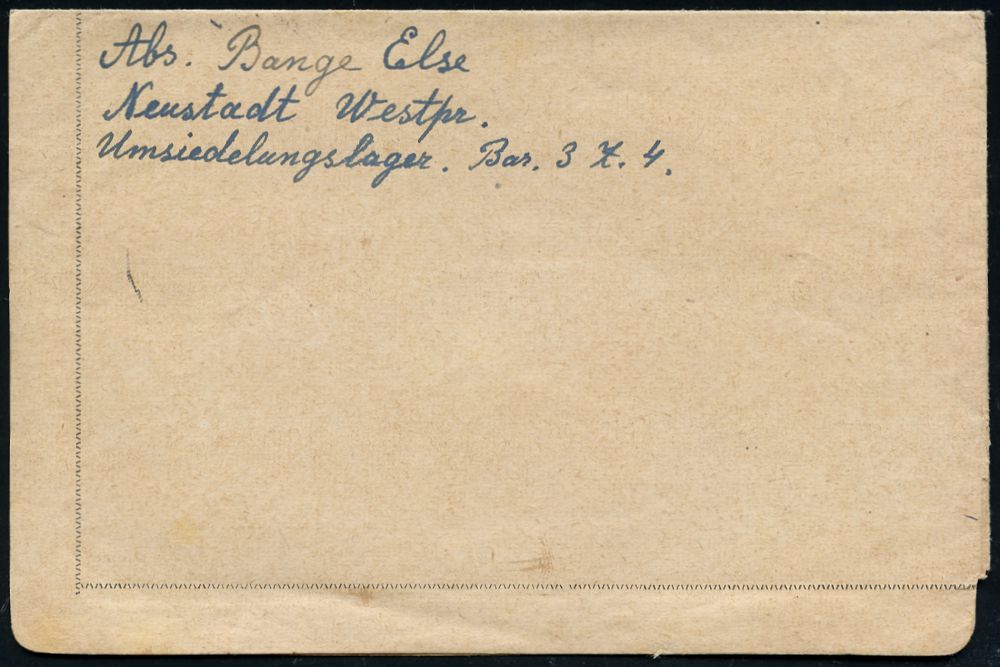 Abs. Bange Else
Neustadt Westpr.
Umsiedelungslager. Bar. 3 Z. 4.